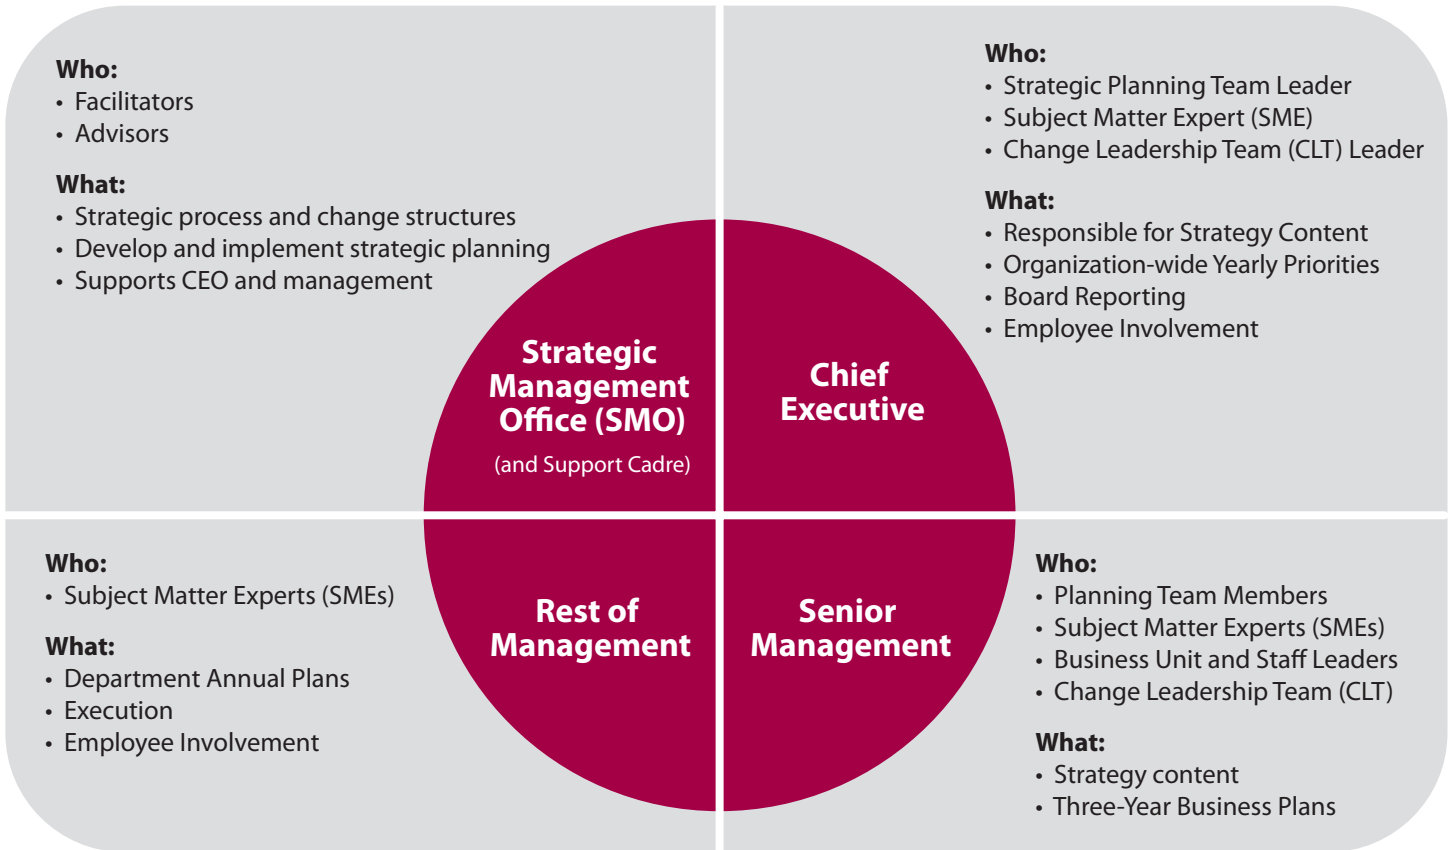 Who:
• Facilitators
• Advisors
What:
• Strategic process and change structures
• Develop and implement strategic planning
• Supports CEO and management
Strategic
Management
Office (SMO)
(and Support Cadre)
Who:
• Strategic Planning Team Leader
• Subject Matter Expert (SME)
• Change Leadership Team (CLT) Leader
What:
• Responsible for Strategy Content
• Organization-wide Yearly Priorities
• Board Reporting
• Employee Involvement
Chief
Executive
Who:
• Subject Matter Experts (SMEs)
What:
• Department Annual Plans
• Execution
• Employee Involvement
Rest of
Management
Senior
Management
Who:
• Planning Team Members
• Subject Matter Experts (SMEs)
• Business Unit and Staff Leaders
• Change Leadership Team (CLT)
What:
• Strategy content
• Three-Year Business Plans